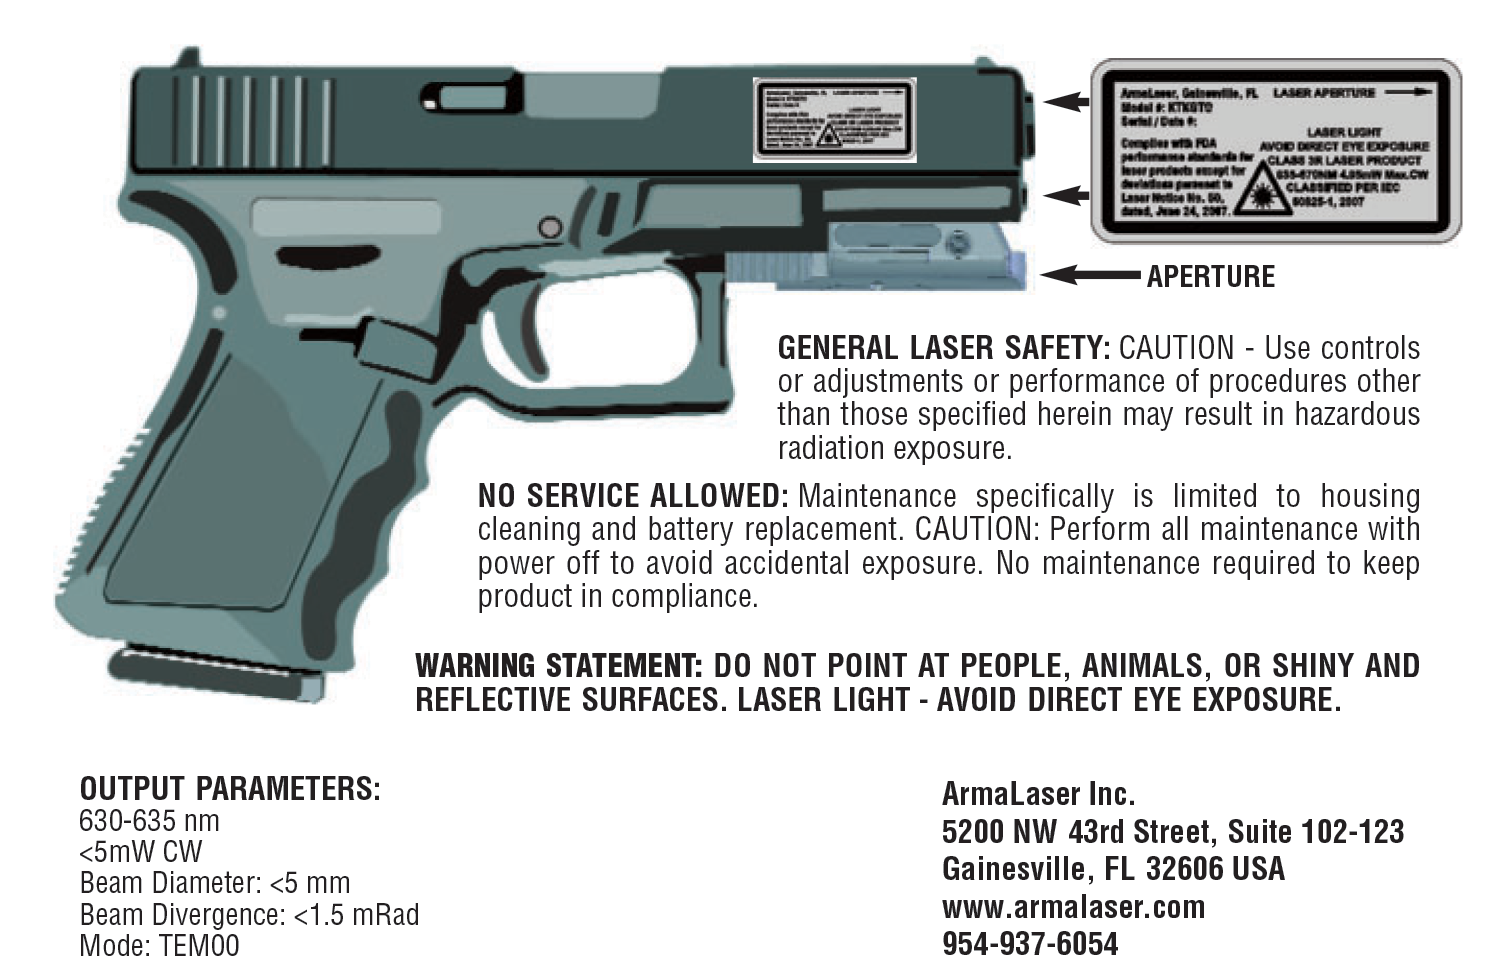 ArmaLaser, Gainesville, FL LASER APERTURE
Model #: KTKGTO
Serial / Date #:
Complies with FDA
performance standards for
laser products except for
deviations pursuant to
Laser Notice No. 50,
dated, June 24, 2007.
LASER LIGHT
AVOID DIRECT EYE EXPOSURE
CLASS 3R LASER PRODUCT
635-670NM 4.95mW Max.CW
CLASSIFIED PER IEC
60825-1, 2007
APERTURE
GENERAL LASER SAFETY: CAUTION - Use controls
or adjustments or performance of procedures other
than those specified herein may result in hazardous
radiation exposure.
NO SERVICE ALLOWED: Maintenance specifically is limited to housing
cleaning and battery replacement. CAUTION: Perform all maintenance with
power off to avoid accidental exposure. No maintenance required to keep
product in compliance.
WARNING STATEMENT: DO NOT POINT AT PEOPLE, ANIMALS, OR SHINY AND
REFLECTIVE SURFACES. LASER LIGHT - AVOID DIRECT EYE EXPOSURE.
OUTPUT PARAMETERS:
630-635 nm
<5mW CW
Beam Diameter: <5 mm
Beam Divergence: <1.5 mRad
Mode: TEM00
ArmaLaser Inc.
5200 NW 43rd Street, Suite 102-123
Gainesville, FL 32606 USA
www.armalaser.com
954-937-6054